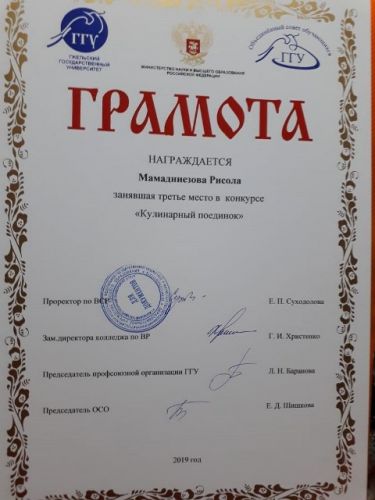 ГГУ
ГЖЕЛЬСКИЙ
ГОСУДАРСТВЕННЫЙ
УНИВЕРСИТЕТ
МИНИСТЕРСТВО НАУКИ И ВЫСШЕГО ОБРАЗОВАНИЯ
РОССИЙСКОЙ ФЕДЕРАЦИИ
Объединённый совет обучающихся
ГГУ
ГРАМОТА
НАГРАЖДАЕТСЯ
Мамадниезова Рисола
занявшая третье место в конкурсе
«Кулинарный поединок»
Проректор по ВСР Е. П. Суходолова
Зам.директора колледжа по ВР Г. И. Христенко
Председатель профсоюзной организации ГГУ Л. Н. Баранова
Председатель ОСО Е. Д. Шишкова
2019 год